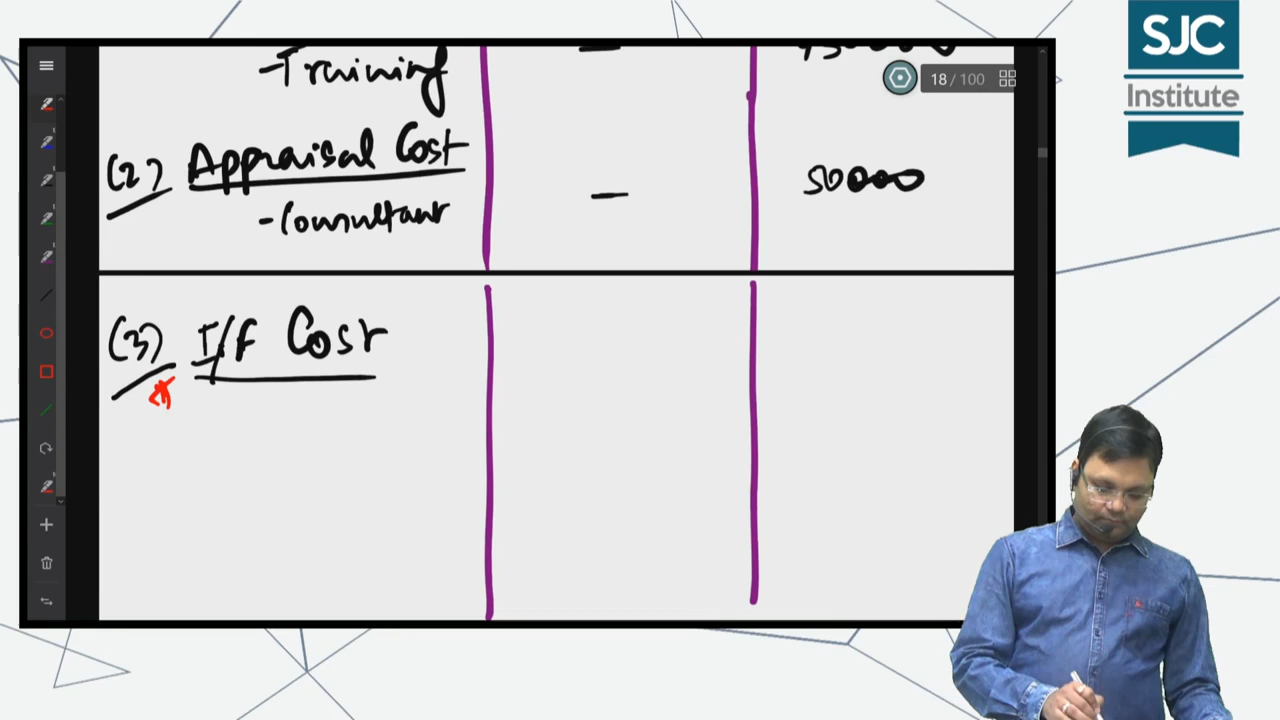 SJC
Institute
18 / 100
-Training —
(2) Appraisal Cost
-Consultant — 50000
(3) I/F Cost